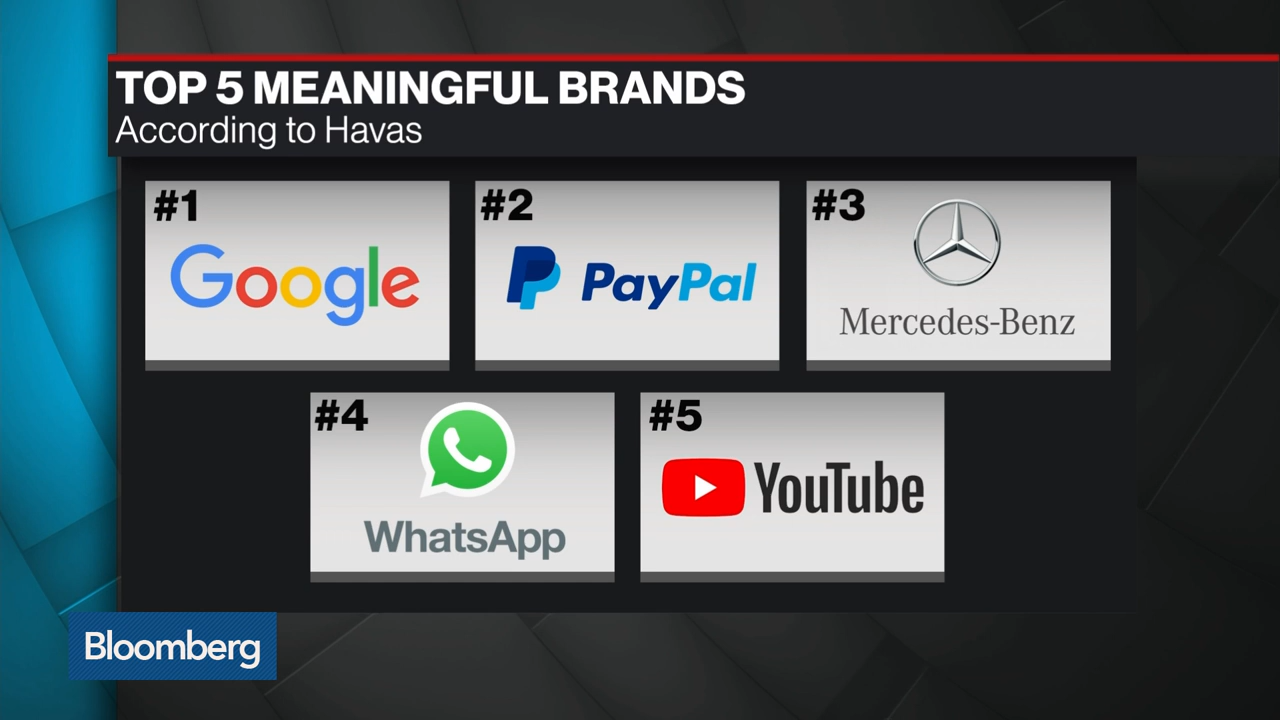 TOP 5 MEANINGFUL BRANDS
According to Havas
#1
Google
#2
PayPal
#3
Mercedes-Benz
#4
WhatsApp
#5
YouTube
Bloomberg